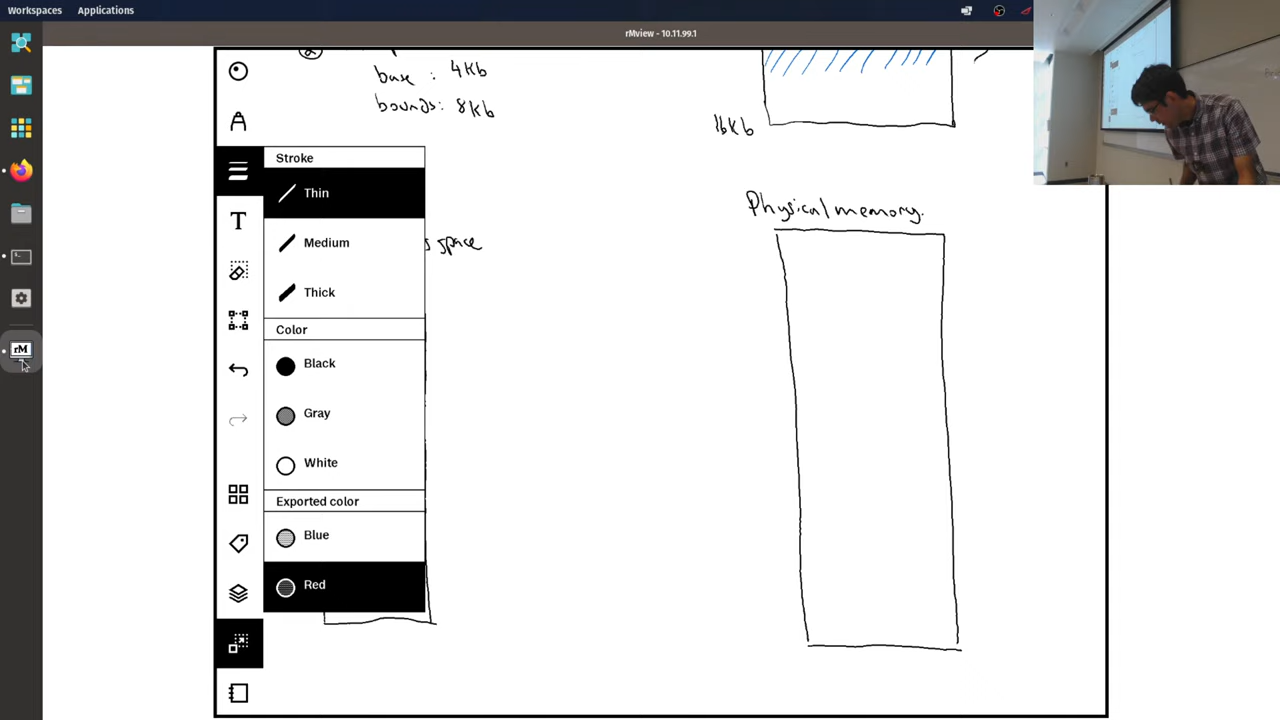 Workspaces Applications
rMview - 10.11.99.1
base : 4Kb
bounds: 8Kb
16Kb
Stroke
Thin
Medium
Thick
Color
Black
Gray
White
Exported color
Blue
Red
T
rM
space
Physical memory.